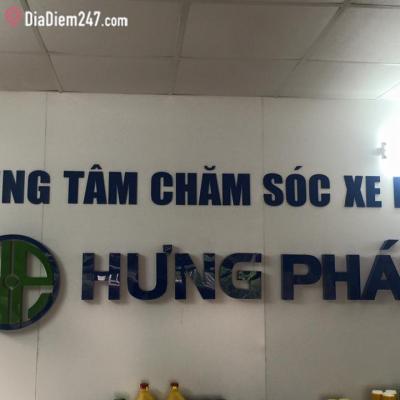 DiaDiem247.com
NG TÂM CHĂM SÓC XE
HƯNG PHÁ